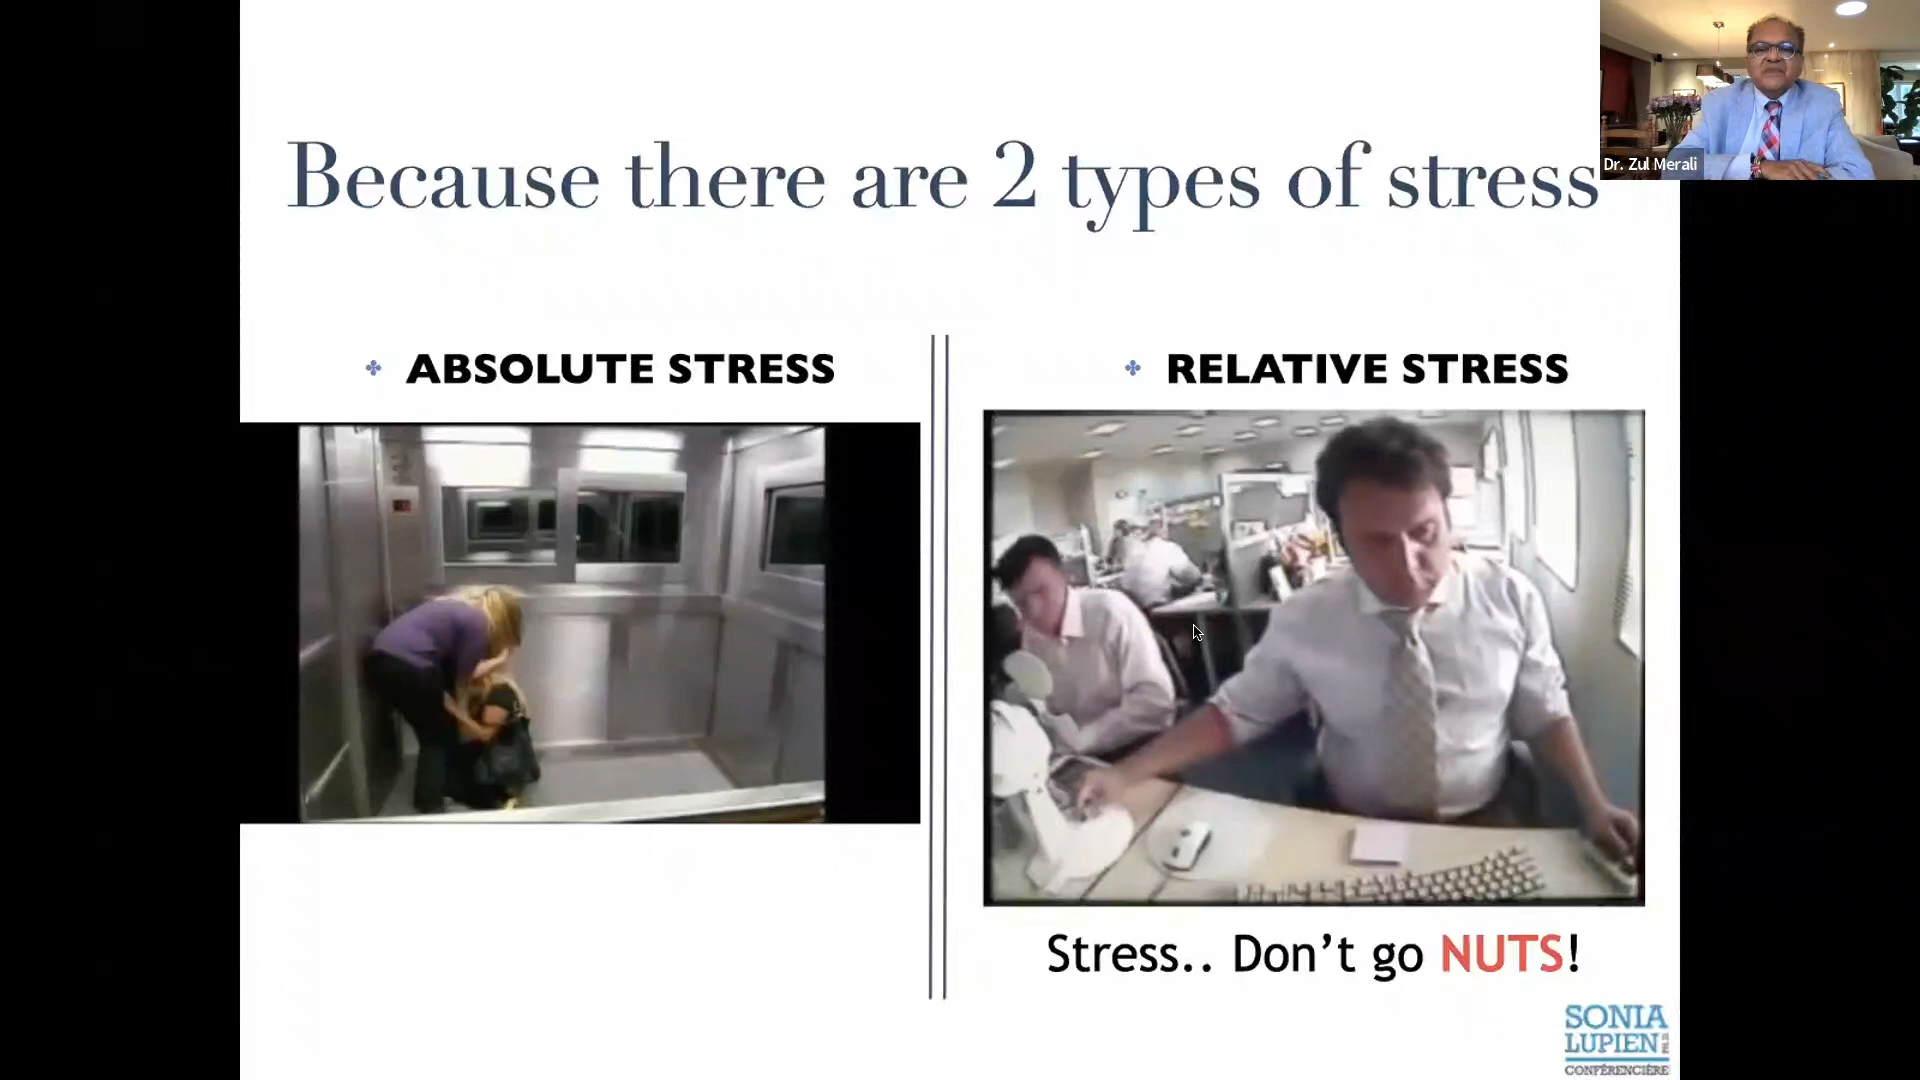 Because there are 2 types of stress
Dr. Zul Merali
ABSOLUTE STRESS
RELATIVE STRESS
Stress.. Don't go NUTS!
SONIA
LUPIEN
CONFÉRENCIÈRE